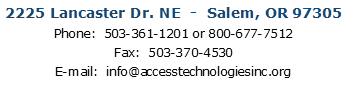 2225 Lancaster Dr. NE - Salem, OR 97305
Phone: 503-361-1201 or 800-677-7512
Fax: 503-370-4530
E-mail: info@accesstechnologiesinc.org